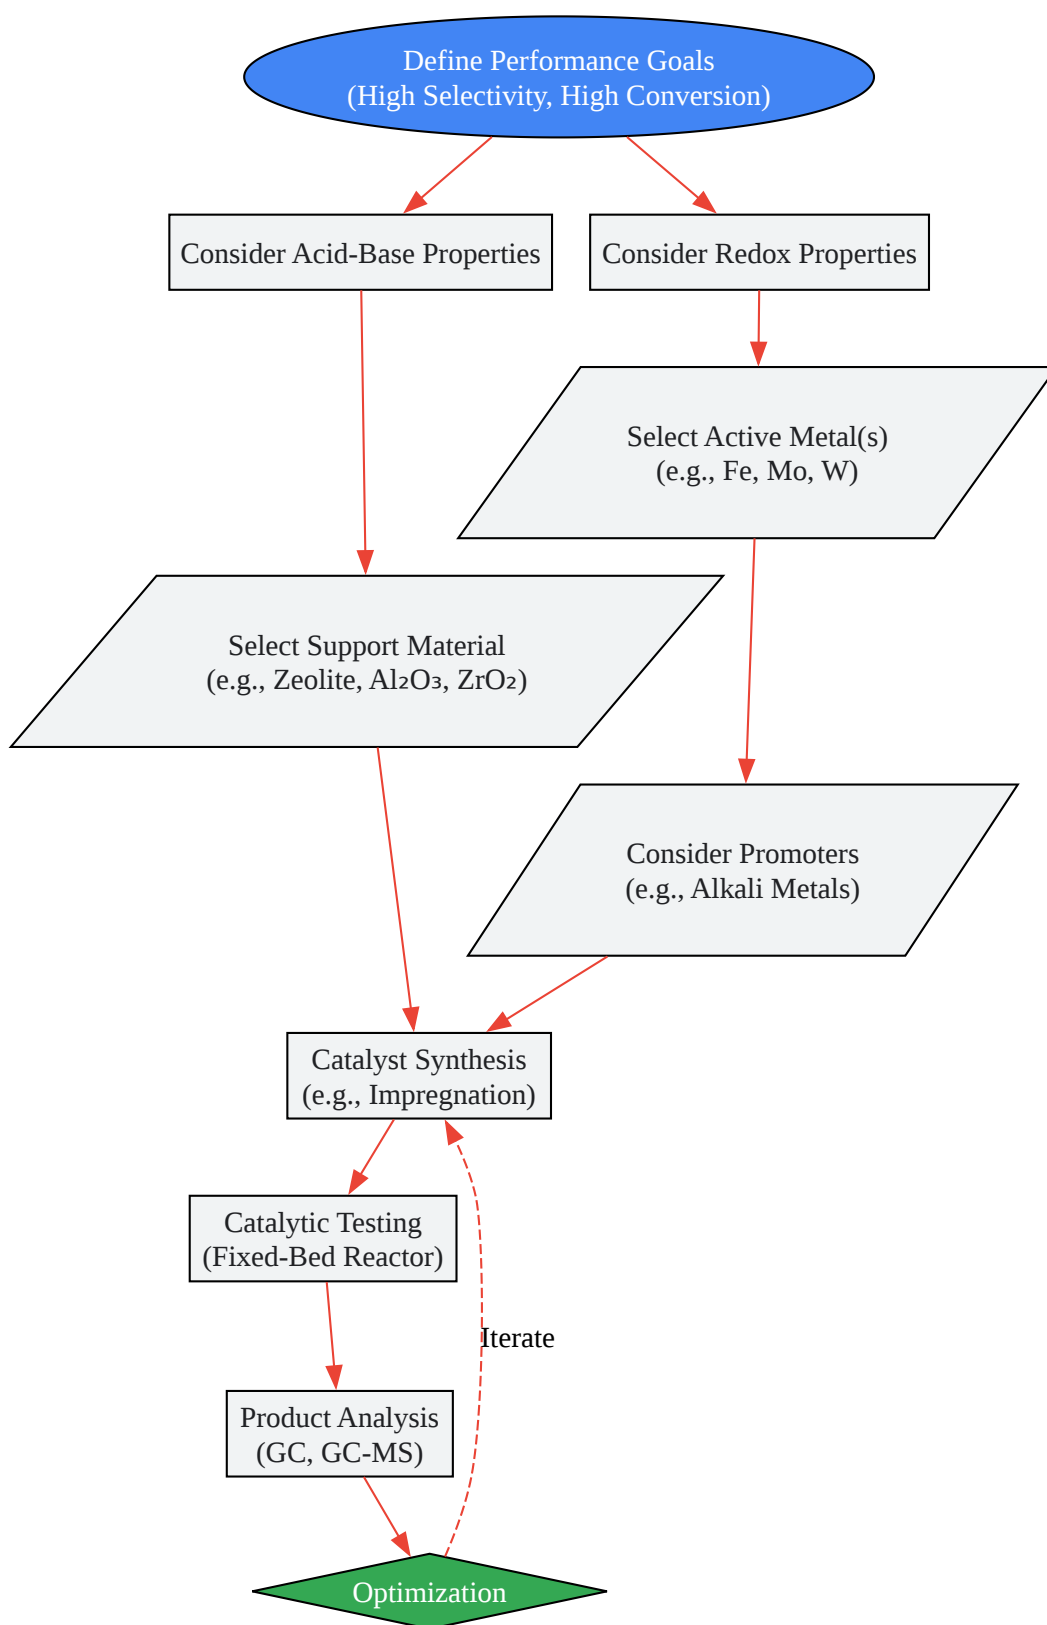 Define Performance Goals
(High Selectivity, High Conversion)
Consider Acid-Base Properties
Consider Redox Properties
Select Active Metal(s)
(e.g., Fe, Mo, W)
Select Support Material
(e.g., Zeolite, Al₂O₃, ZrO₂)
Consider Promoters
(e.g., Alkali Metals)
Catalyst Synthesis
(e.g., Impregnation)
Catalytic Testing
(Fixed-Bed Reactor)
Iterate
Product Analysis
(GC, GC-MS)
Optimization